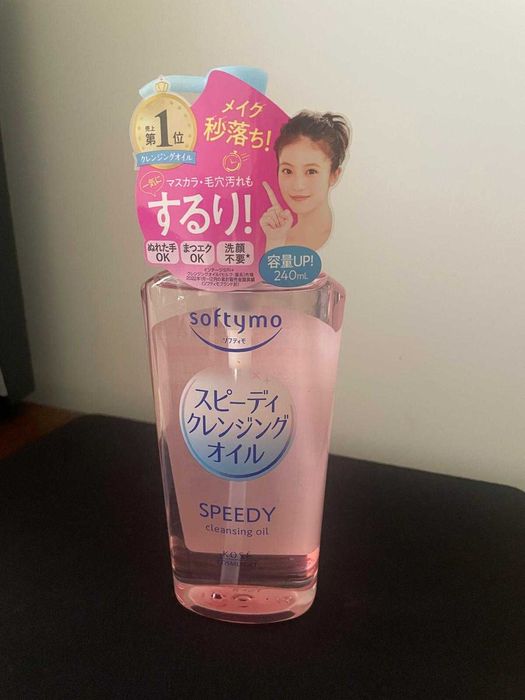 売上
第1位
クレンジングオイル
メイク
秒落ち!
一気に
マスカラ・毛穴汚れも
するり!
ぬれた手
OK
まつエク
OK
洗顔
不要*
容量UP!
240mL
softymo
ソフティモ
スピーディ
クレンジング
オイル
SPEEDY
cleansing oil
KOSÉ
COSMEPORT